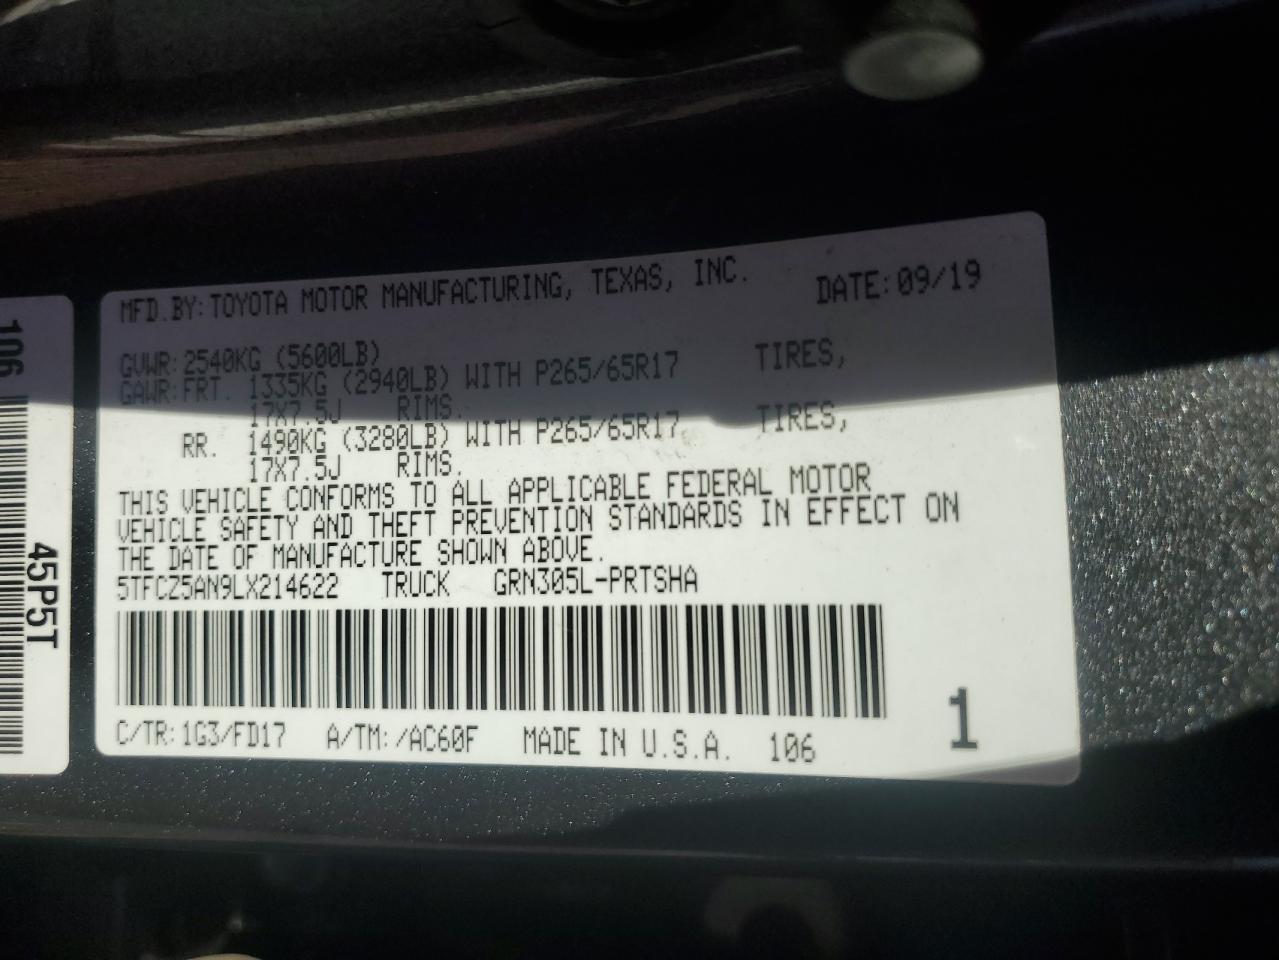 MFD.BY:TOYOTA MOTOR MANUFACTURING, TEXAS, INC. DATE:09/19
GVWR:2540KG (5600LB)
GAWR:FRT. 1335KG (2940LB) WITH P265/65R17 TIRES,
17X7.5J RIMS.
RR. 1490KG (3280LB) WITH P265/65R17 TIRES,
17X7.5J RIMS.
THIS VEHICLE CONFORMS TO ALL APPLICABLE FEDERAL MOTOR
VEHICLE SAFETY AND THEFT PREVENTION STANDARDS IN EFFECT ON
THE DATE OF MANUFACTURE SHOWN ABOVE.
5TFCZ5AN9LX214622 TRUCK GRN305L-PRTSHA
C/TR:1G3/FD17 A/TM:/AC60F MADE IN U.S.A. 106
1
106
45P5T